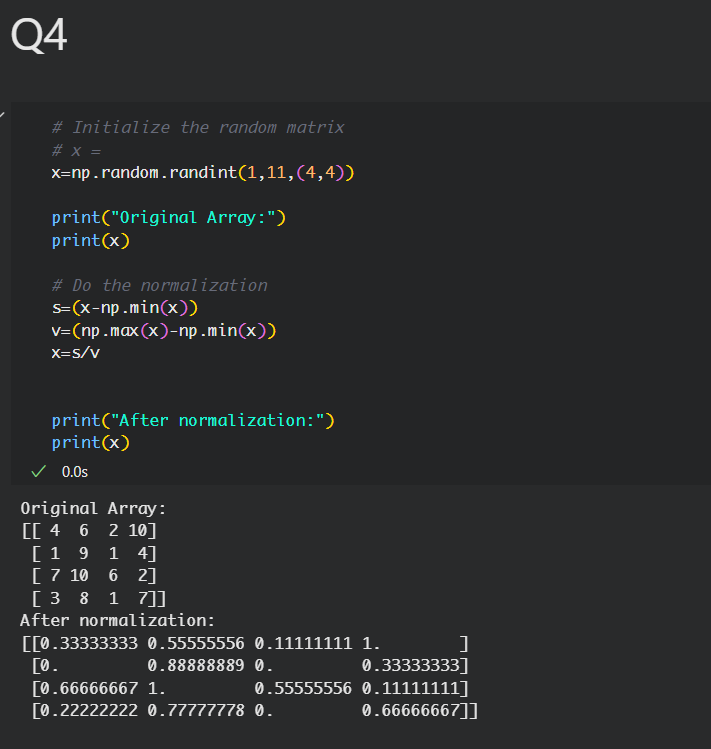 Q4
# Initialize the random matrix
# x =
x=np.random.randint(1,11,(4,4))
print("Original Array:")
print(x)
# Do the normalization
s=(x-np.min(x))
v=(np.max(x)-np.min(x))
x=s/v
print("After normalization:")
print(x)
0.0s
Original Array:
[[ 4  6  2 10]
 [ 1  9  1  4]
 [ 7 10  6  2]
 [ 3  8  1  7]]
After normalization:
[[0.33333333 0.55555556 0.11111111 1.        ]
 [0.         0.88888889 0.         0.33333333]
 [0.66666667 1.         0.55555556 0.11111111]
 [0.22222222 0.77777778 0.         0.66666667]]